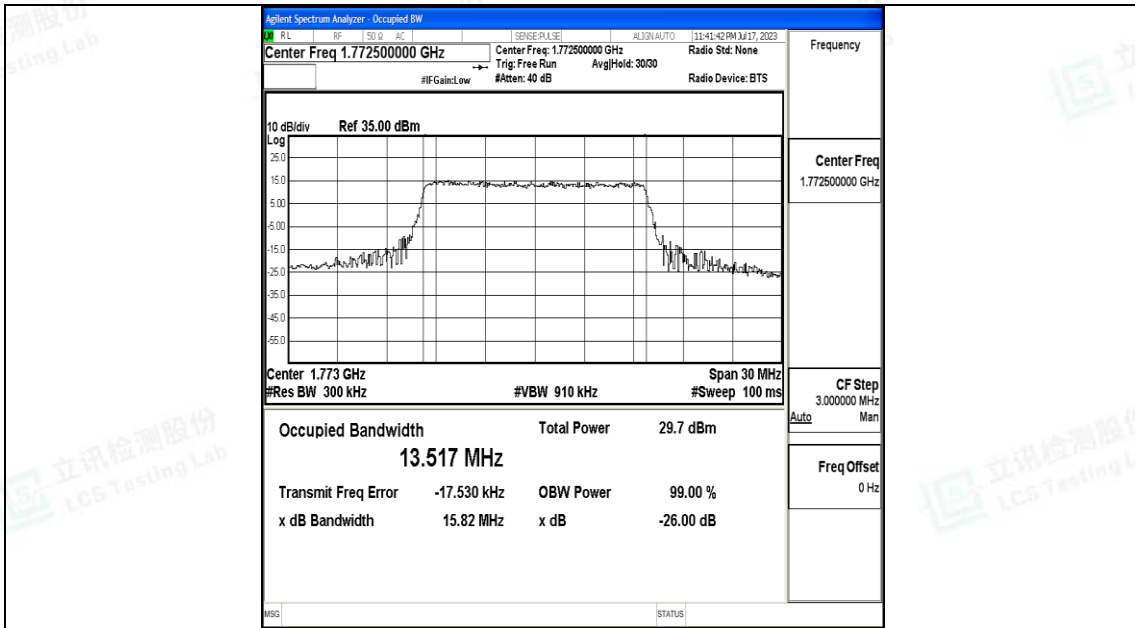 Agilent Spectrum Analyzer - Occupied BW
RL RF 50 Ω AC SENSE:PULSE ALIGNAUTO 11:41:42 PM Jul 17, 2023
Center Freq 1.772500000 GHz
Center Freq: 1.772500000 GHz Radio Std: None
Trig: Free Run Avg|Hold: 30/30
#IFGain:Low #Atten: 40 dB Radio Device: BTS
10 dB/div Ref 35.00 dBm
Log
25.0
15.0
5.00
-5.00
-15.0
-25.0
-35.0
-45.0
-55.0
Center 1.773 GHz Span 30 MHz
#Res BW 300 kHz #VBW 910 kHz #Sweep 100 ms
Occupied Bandwidth Total Power 29.7 dBm
13.517 MHz
Transmit Freq Error -17.530 kHz OBW Power 99.00 %
x dB Bandwidth 15.82 MHz x dB -26.00 dB
MSG STATUS
Frequency
Center Freq
1.772500000 GHz
CF Step
3.000000 MHz
Auto Man
Freq Offset
0 Hz
立讯检测股份
LCS Testing Lab
立讯检测股份
LCS Testing L
测股份
sting Lab
立